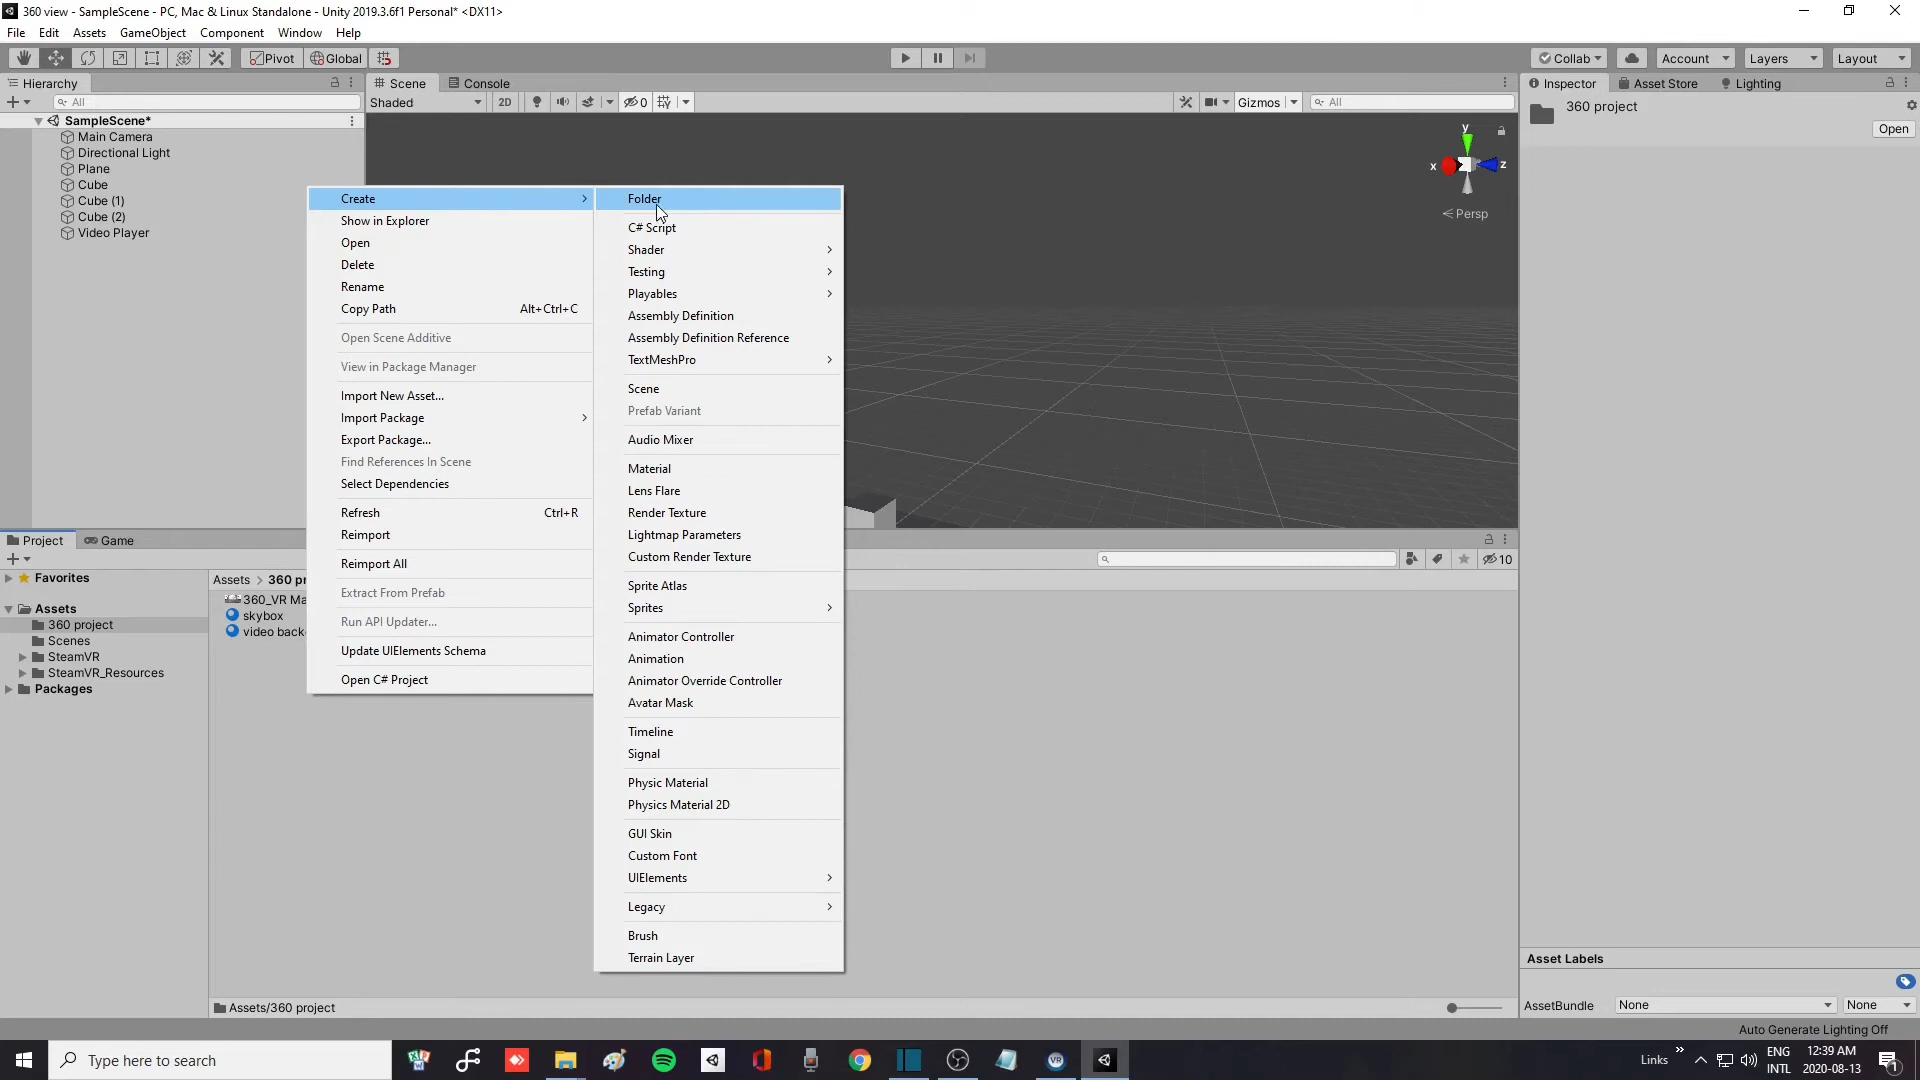 360 view - SampleScene - PC, Mac & Linux Standalone - Unity 2019.3.6f1 Personal* <DX11>
File Edit Assets GameObject Component Window Help
Pivot Global Collab Account Layers Layout
Hierarchy Scene Console Inspector Asset Store Lighting
All Shaded 2D 0 Gizmos All 360 project
Open
SampleScene*
Main Camera
Directional Light
Plane
Cube
Cube (1)
Cube (2)
Video Player
y
x z
Persp
Create
Show in Explorer
Open
Delete
Rename
Copy Path Alt+Ctrl+C
Open Scene Additive
View in Package Manager
Import New Asset...
Import Package
Export Package...
Find References In Scene
Select Dependencies
Refresh Ctrl+R
Reimport
Reimport All
Extract From Prefab
Run API Updater...
Update UIElements Schema
Open C# Project
Folder
C# Script
Shader
Testing
Playables
Assembly Definition
Assembly Definition Reference
TextMeshPro
Scene
Prefab Variant
Audio Mixer
Material
Lens Flare
Render Texture
Lightmap Parameters
Custom Render Texture
Sprite Atlas
Sprites
Animator Controller
Animation
Animator Override Controller
Avatar Mask
Timeline
Signal
Physic Material
Physics Material 2D
GUI Skin
Custom Font
UIElements
Legacy
Brush
Terrain Layer
Project Game
10
Favorites
Assets
360 project
Scenes
SteamVR
SteamVR_Resources
Packages
Assets > 360 pr
360_VR Ma
skybox
video back
Assets/360 project
Asset Labels
AssetBundle None None
Auto Generate Lighting Off
Type here to search
Links » ENG INTL 12:39 AM 2020-08-13 1